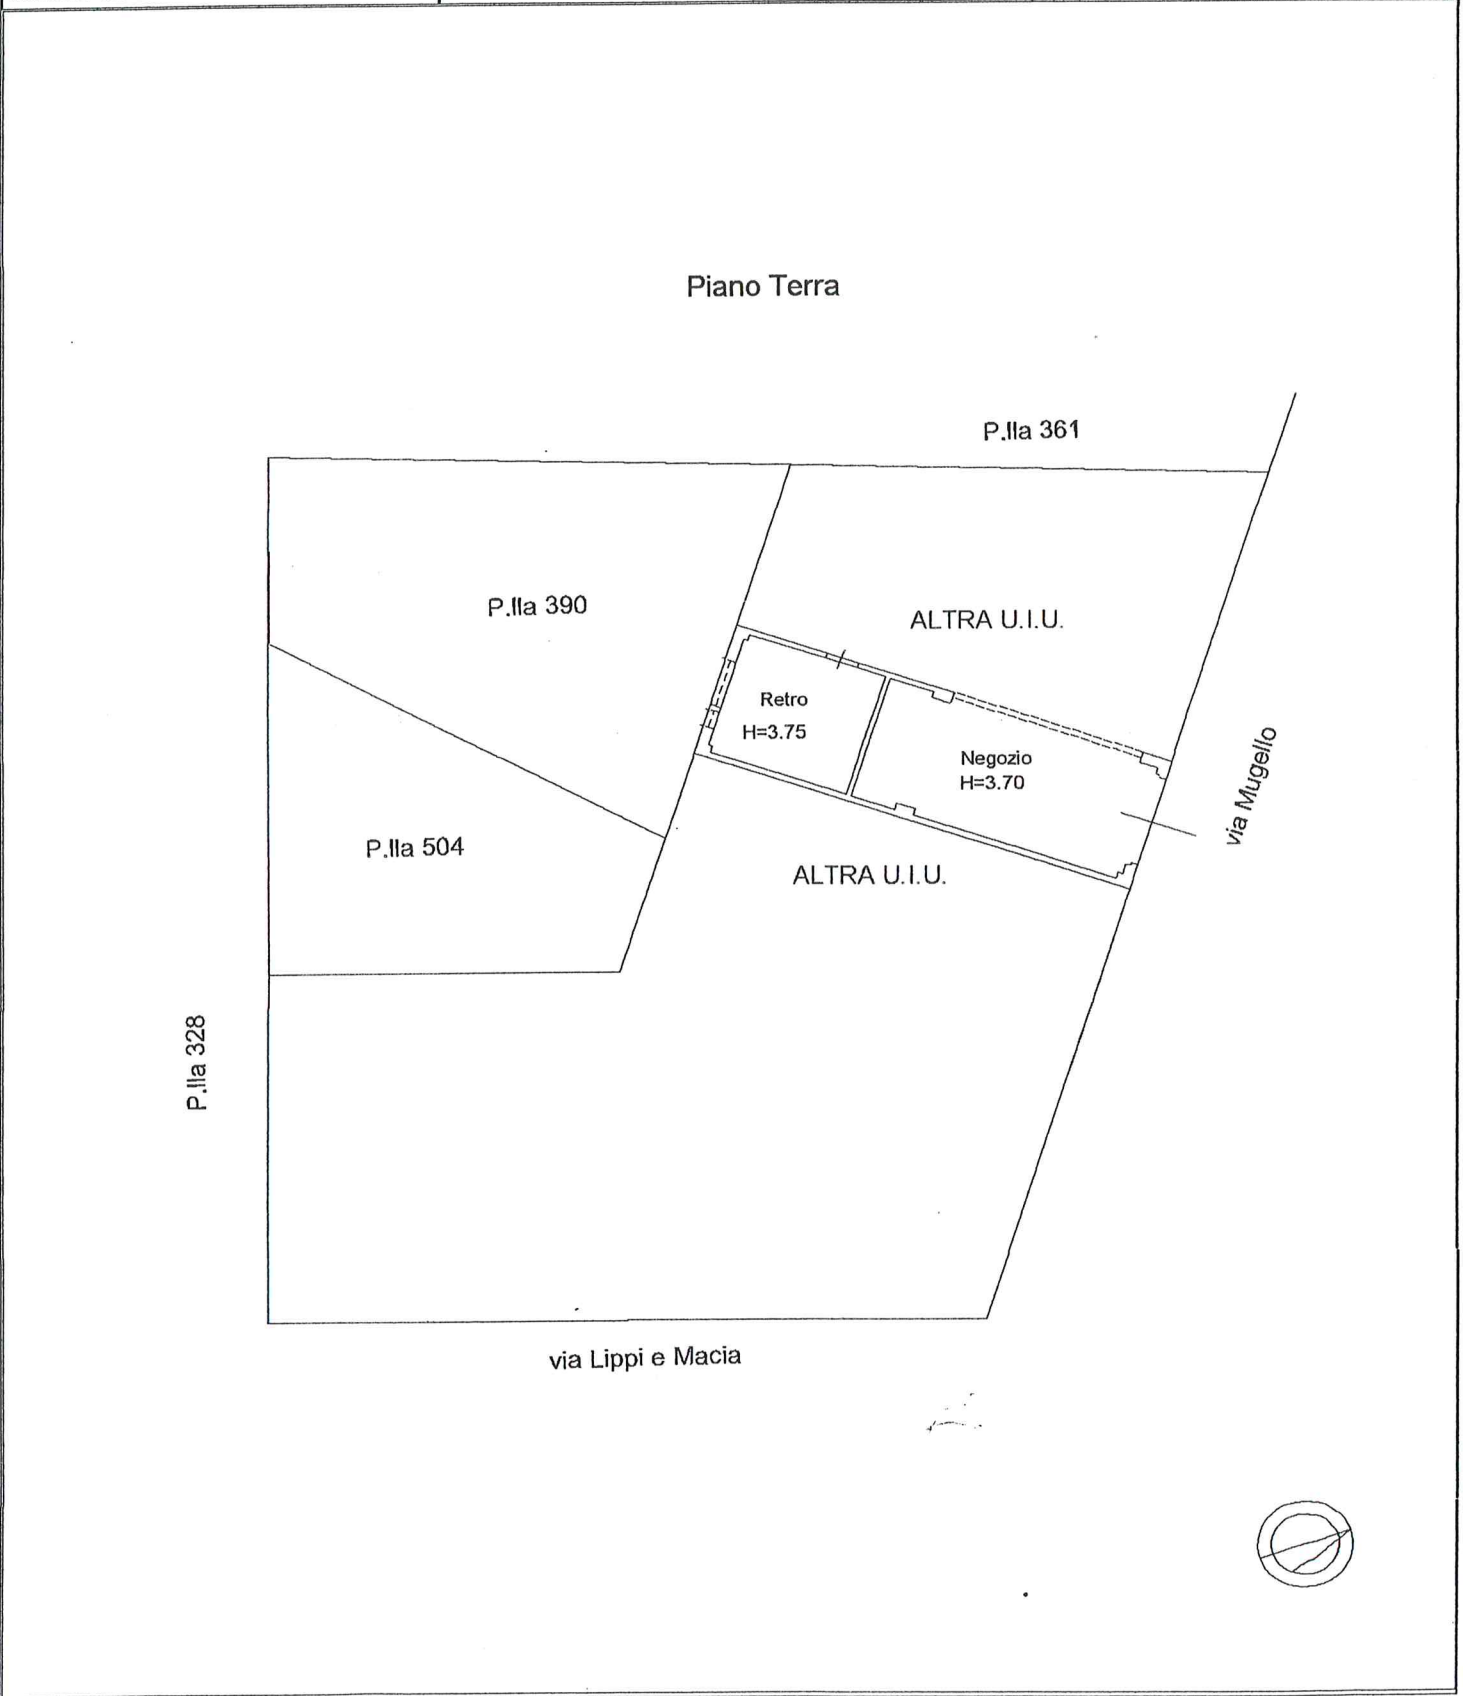 Piano Terra
P.lla 361
P.lla 390
ALTRA U.I.U.
Retro
H=3.75
Negozio
H=3.70
via Mugello
P.lla 504
ALTRA U.I.U.
P.lla 328
via Lippi e Macia